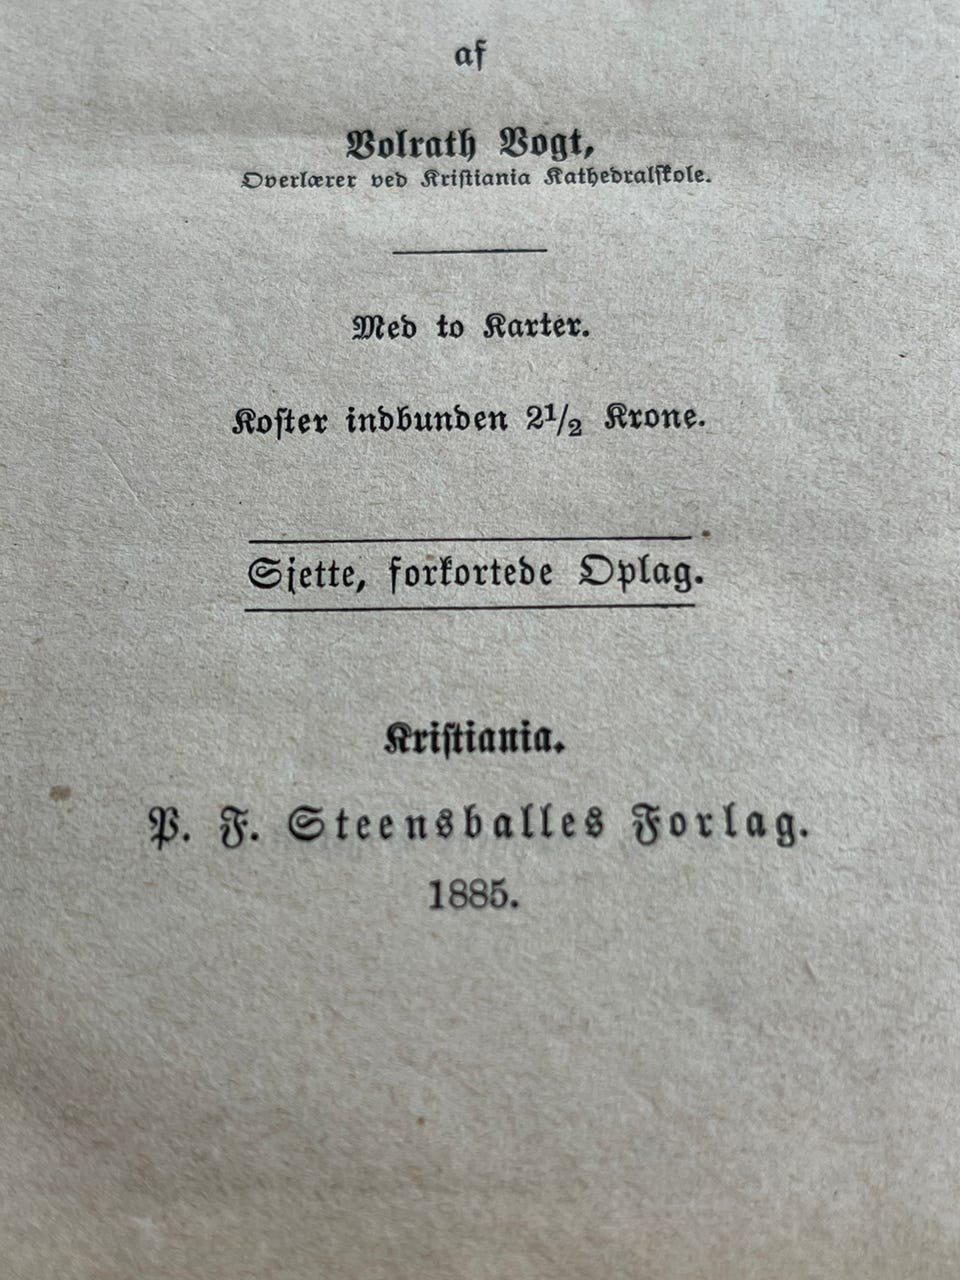 af
Volrath Vogt,
Overlærer ved Kristiania Kathedralskole.
Med to Karter.
Koster indbunden 2¹/₂ Krone.
Sjette, forkortede Oplag.
Kristiania.
P. F. Steensballes Forlag.
1885.